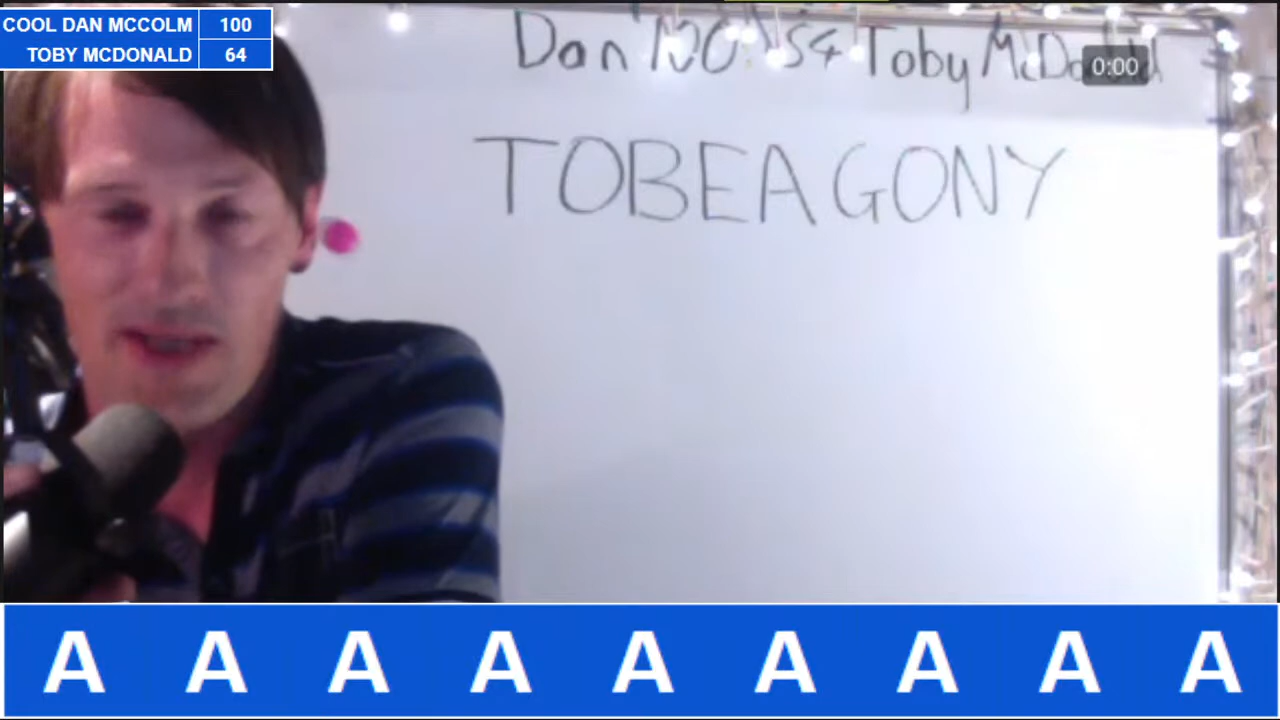 COOL DAN MCCOLM 100
TOBY MCDONALD 64
Dan 100 54 Toby
0:00
TOBEAGONY
A A A A A A A A A